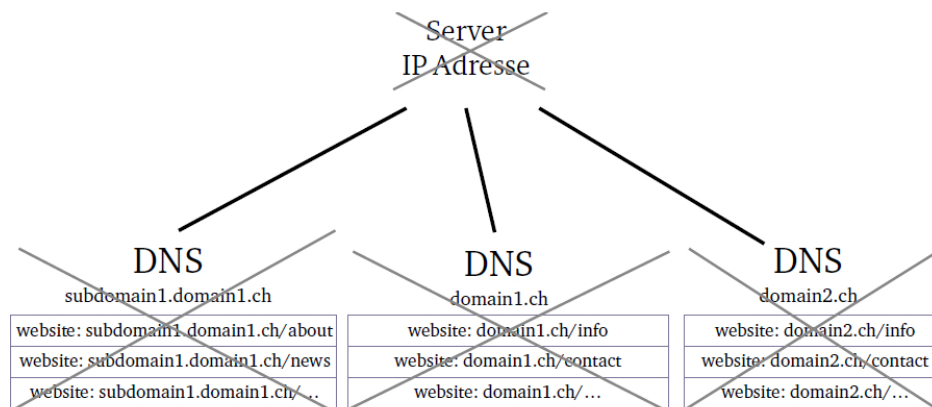 Server
IP Adresse
DNS
subdomain1.domain1.ch
website: subdomain1.domain1.ch/about
website: subdomain1.domain1.ch/news
website: subdomain1.domain1.ch/...
DNS
domain1.ch
website: domain1.ch/info
website: domain1.ch/contact
website: domain1.ch/...
DNS
domain2.ch
website: domain2.ch/info
website: domain2.ch/contact
website: domain2.ch/...